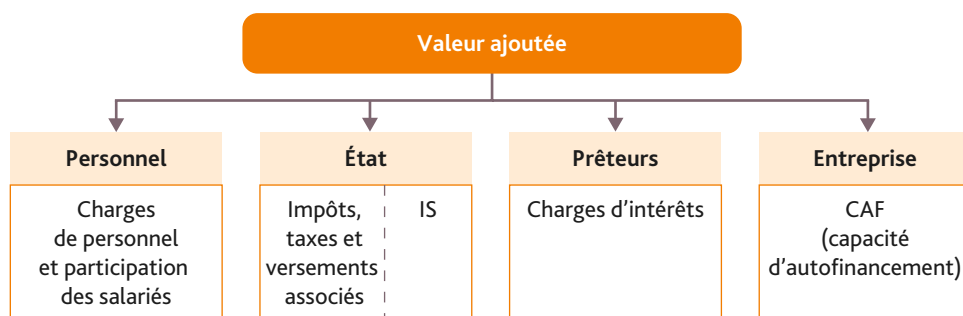 Valeur ajoutée
Personnel
Charges
de personnel
et participation
des salariés
État
Impôts,
taxes et
versements
associés
IS
Prêteurs
Charges d'intérêts
Entreprise
CAF
(capacité
d'autofinancement)